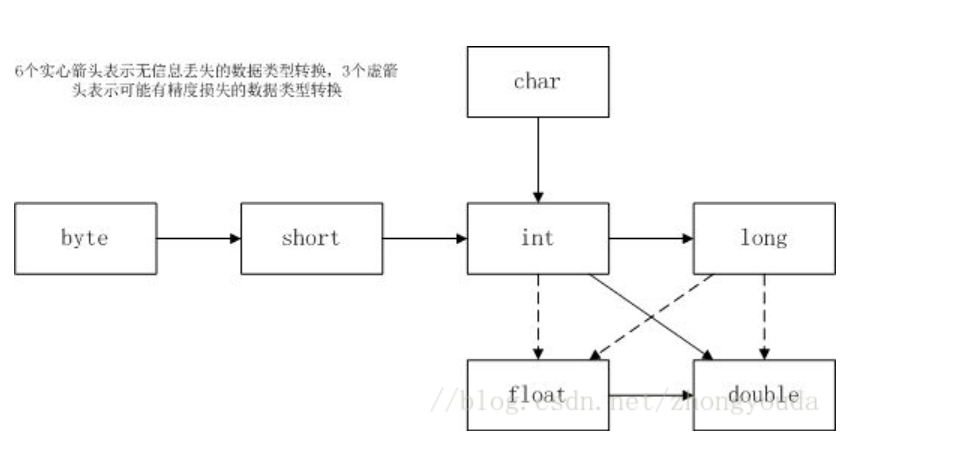 6个实心箭头表示无信息丢失的数据类型转换，3个虚箭
头表示可能有精度损失的数据类型转换
char
byte
short
int
long
float
double
//blog.csdn.net/zhongyouda